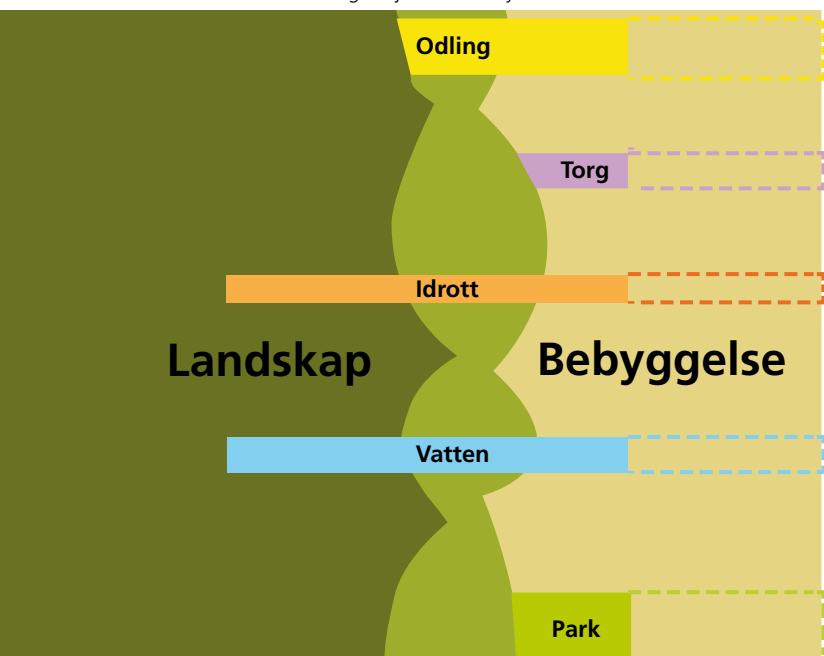 Odling
Torg
Idrott
Landskap
Bebyggelse
Vatten
Park